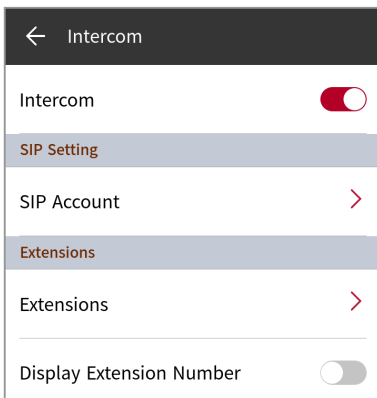 Intercom
Intercom
SIP Setting
SIP Account
Extensions
Extensions
Display Extension Number